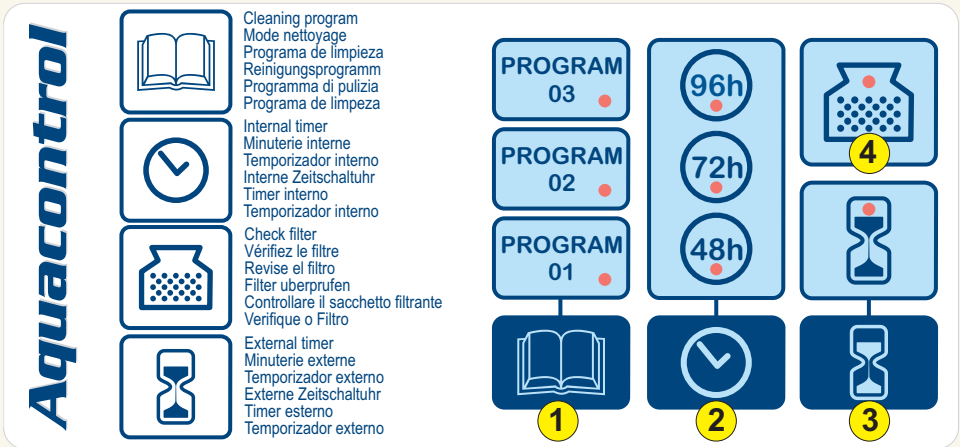 Aquacontrol
Cleaning program
Mode nettoyage
Programa de limpieza
Reinigungsprogramm
Programma di pulizia
Programa de limpeza
Internal timer
Minuterie interne
Temporizador interno
Interne Zeitschaltuhr
Timer interno
Temporizador interno
Check filter
Vérifiez le filtre
Revise el filtro
Filter uberprufen
Controllare il sacchetto filtrante
Verifique o Filtro
External timer
Minuterie externe
Temporizador externo
Externe Zeitschaltuhr
Timer esterno
Temporizador externo
PROGRAM
03
PROGRAM
02
PROGRAM
01
1
96h
72h
48h
2
4
3